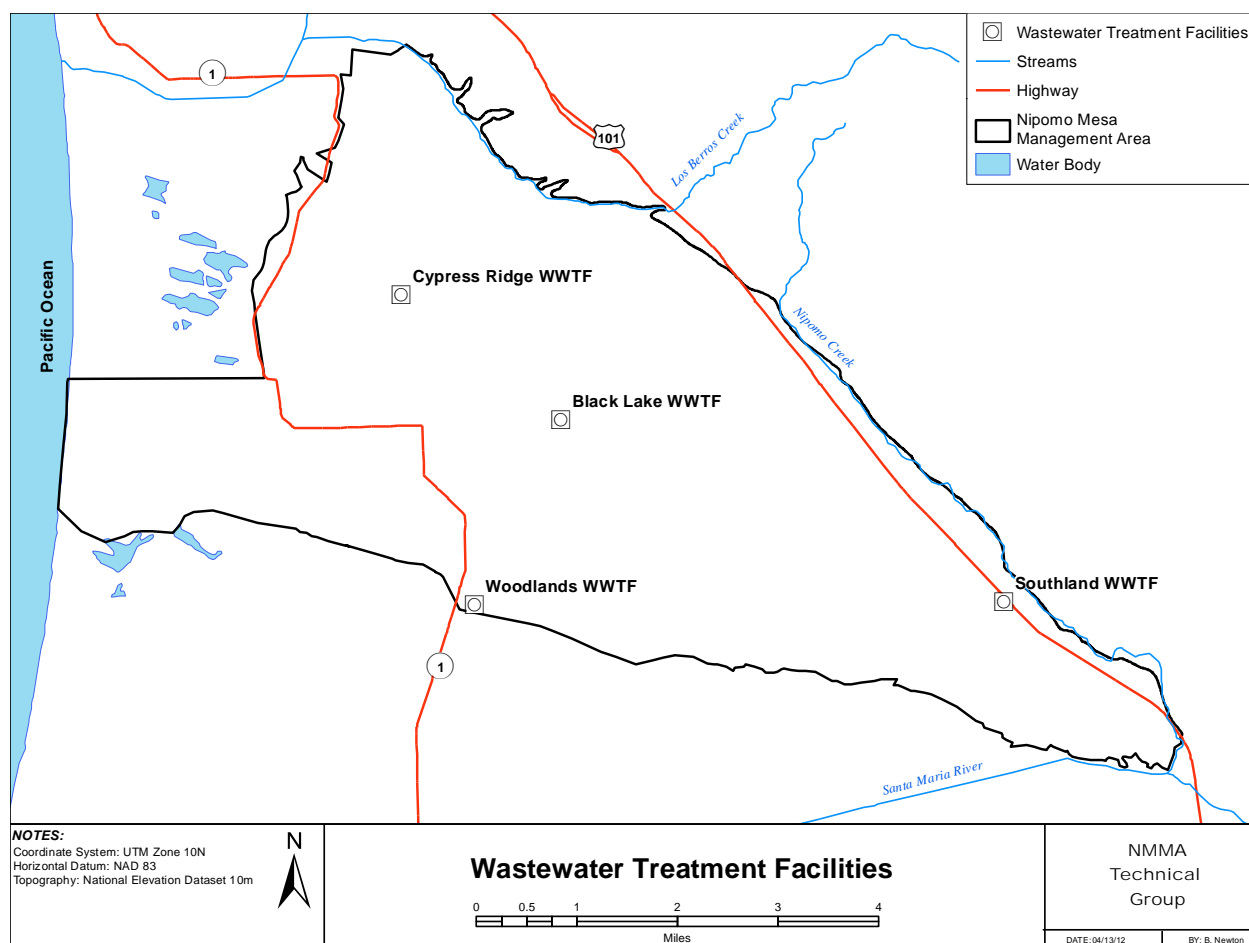 Wastewater Treatment Facilities
Streams
Highway
Nipomo Mesa
Management Area
Water Body
1
101
Los Berros Creek
Cypress Ridge WWTF
Nipomo Creek
Pacific Ocean
Black Lake WWTF
Woodlands WWTF
Southland WWTF
1
Santa Maria River
NOTES:
Coordinate System: UTM Zone 10N
Horizontal Datum: NAD 83
Topography: National Elevation Dataset 10m
N
Wastewater Treatment Facilities
0 0.5 1 2 3 4
Miles
NMMA
Technical
Group
DATE:04/13/12
BY: B. Newton